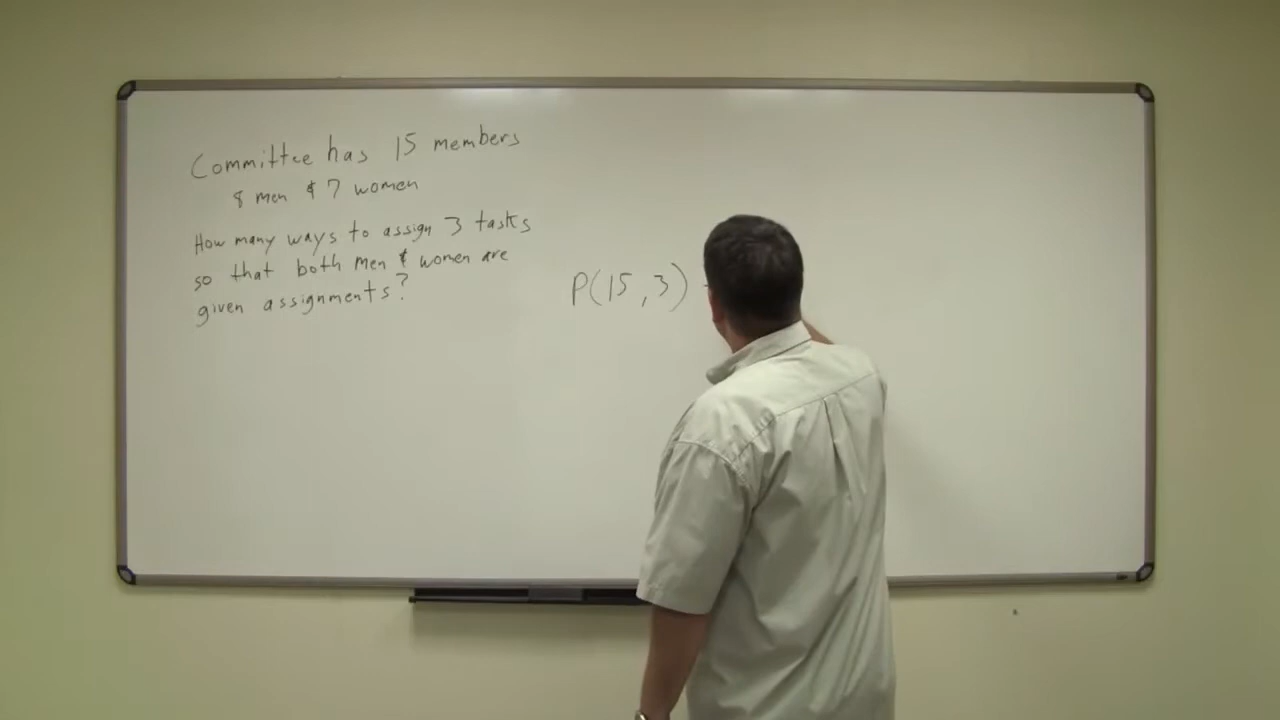 Committee has 15 members
8 men & 7 women
How many ways to assign 3 tasks
so that both men & women are
given assignments?
P(15,3) -